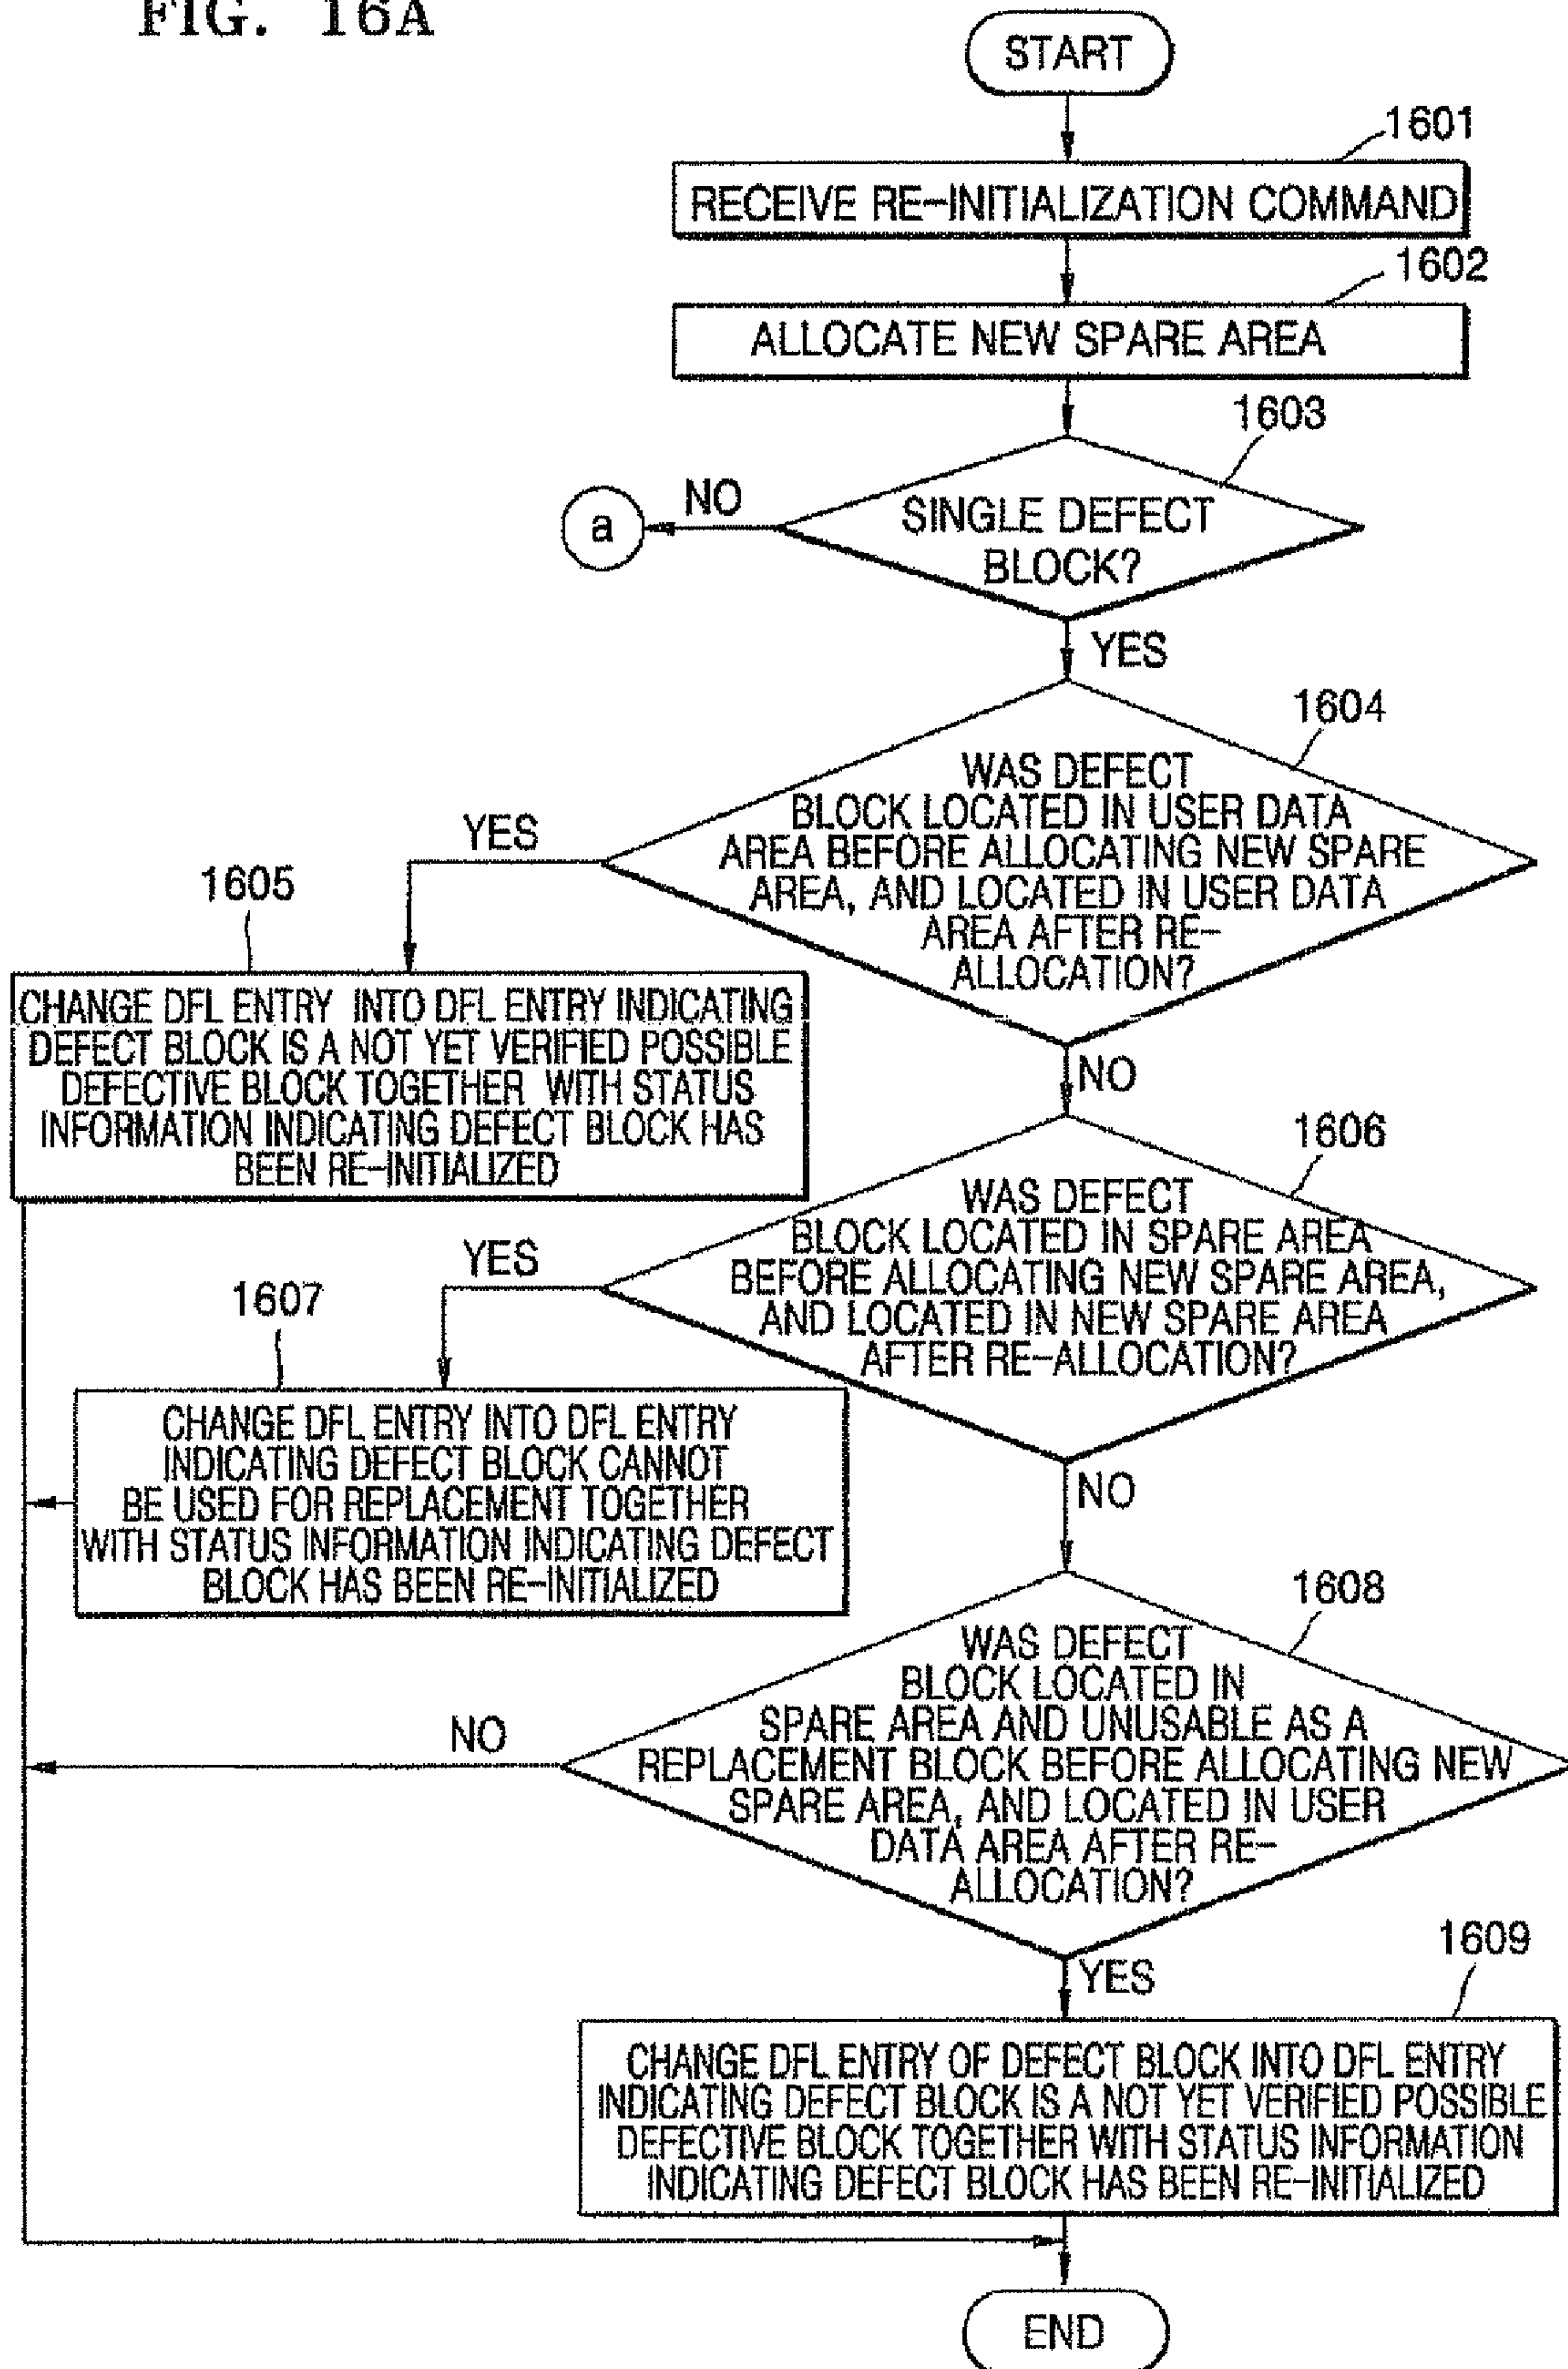 FIG. 16A
START
1601
RECEIVE RE-INITIALIZATION COMMAND
1602
ALLOCATE NEW SPARE AREA
1603
SINGLE DEFECT
BLOCK?
NO
a
YES
1604
WAS DEFECT
BLOCK LOCATED IN USER DATA
AREA BEFORE ALLOCATING NEW SPARE
AREA, AND LOCATED IN USER DATA
AREA AFTER RE-
ALLOCATION?
YES
1605
CHANGE DFL ENTRY INTO DFL ENTRY INDICATING
DEFECT BLOCK IS A NOT YET VERIFIED POSSIBLE
DEFECTIVE BLOCK TOGETHER WITH STATUS
INFORMATION INDICATING DEFECT BLOCK HAS
BEEN RE-INITIALIZED
NO
1606
WAS DEFECT
BLOCK LOCATED IN SPARE AREA
BEFORE ALLOCATING NEW SPARE AREA,
AND LOCATED IN NEW SPARE AREA
AFTER RE-ALLOCATION?
YES
1607
CHANGE DFL ENTRY INTO DFL ENTRY
INDICATING DEFECT BLOCK CANNOT
BE USED FOR REPLACEMENT TOGETHER
WITH STATUS INFORMATION INDICATING DEFECT
BLOCK HAS BEEN RE-INITIALIZED
NO
1608
WAS DEFECT
BLOCK LOCATED IN
SPARE AREA AND UNUSABLE AS A
REPLACEMENT BLOCK BEFORE ALLOCATING NEW
SPARE AREA, AND LOCATED IN USER
DATA AREA AFTER RE-
ALLOCATION?
NO
YES
1609
CHANGE DFL ENTRY OF DEFECT BLOCK INTO DFL ENTRY
INDICATING DEFECT BLOCK IS A NOT YET VERIFIED POSSIBLE
DEFECTIVE BLOCK TOGETHER WITH STATUS INFORMATION
INDICATING DEFECT BLOCK HAS BEEN RE-INITIALIZED
END